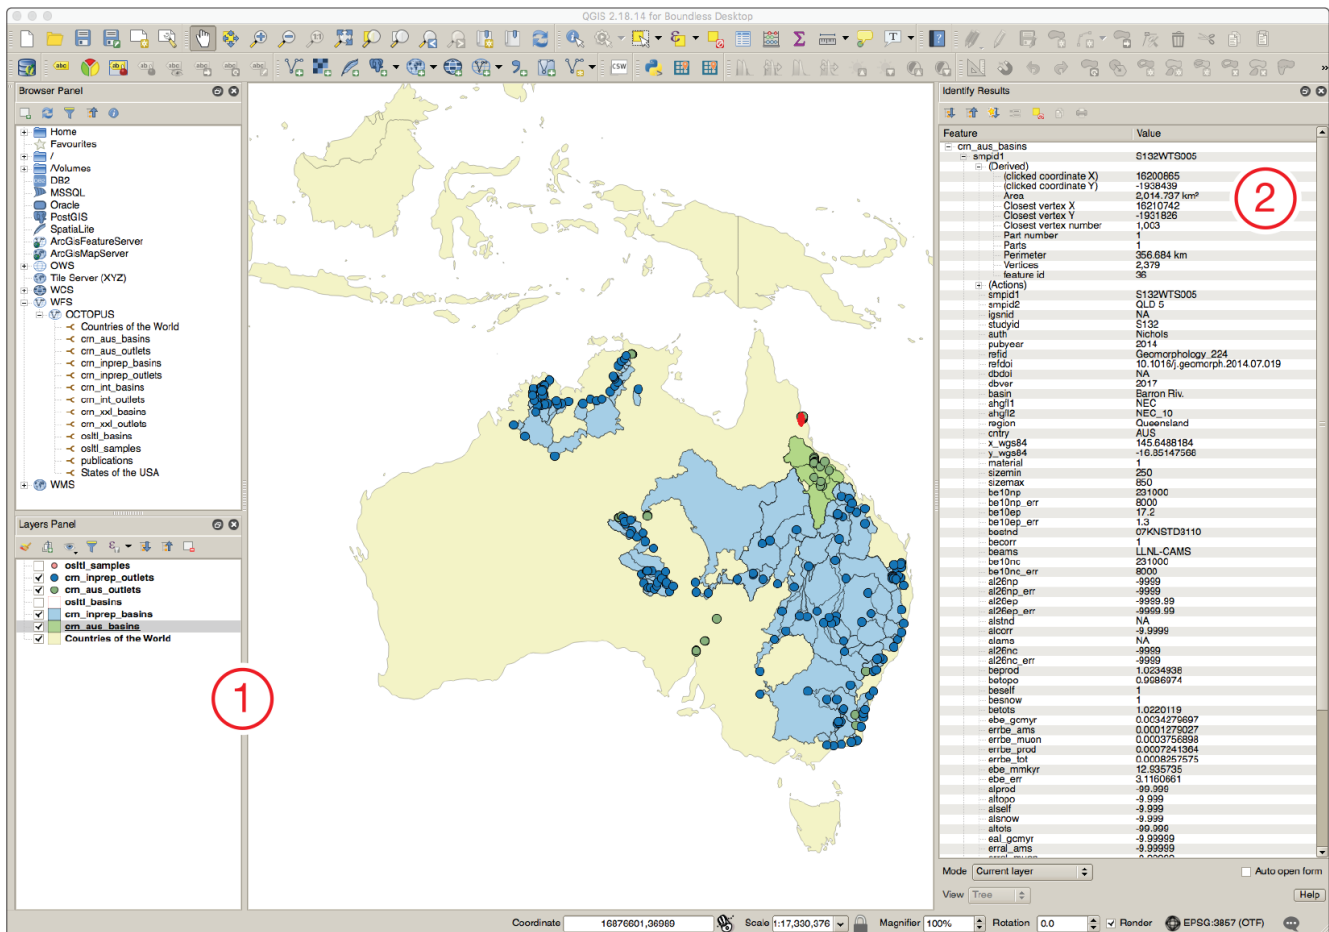 QGIS 2.18.14 for Boundless Desktop
Browser Panel
Home
Favourites
/
/Volumes
DB2
MSSQL
Oracle
PostGIS
SpatiaLite
ArcGisFeatureServer
ArcGisMapServer
OWS
Tile Server (XYZ)
WCS
WFS
OCTOPUS
Countries of the World
crn_aus_basins
crn_aus_outlets
crn_inprep_basins
crn_inprep_outlets
crn_int_basins
crn_int_outlets
crn_xxl_basins
crn_xxl_outlets
osltl_basins
osltl_samples
publications
States of the USA
WMS
Layers Panel
osltl_samples
crn_inprep_outlets
crn_aus_outlets
osltl_basins
crn_inprep_basins
crn_aus_basins
Countries of the World
1
Identify Results
Feature Value
crn_aus_basins
smpid1 S132WTS005
(Derived)
(clicked coordinate X) 16200865
(clicked coordinate Y) -1938439
Area 2,014.737 km²
Closest vertex X 16210742
Closest vertex Y -1931826
Closest vertex number 1,003
Part number 1
Parts 1
Perimeter 356.684 km
Vertices 2,379
feature id 36
(Actions)
smpid1 S132WTS005
smpid2 QLD 5
igsnid NA
studyid S132
auth Nichols
pubyear 2014
refid Geomorphology_224
refdoi 10.1016/j.geomorph.2014.07.019
dbdoi NA
dbver 2017
basin Barron Riv.
ahgfl1 NEC
ahgfl2 NEC_10
region Queensland
cntry AUS
x_wgs84 145.6488184
y_wgs84 -16.85147566
material 1
sizemin 250
sizemax 850
be10np 231000
be10np_err 8000
be10ep 17.2
be10ep_err 1.3
bestnd 07KNSTD3110
becorr 1
beams LLNL-CAMS
be10nc 231000
be10nc_err 8000
al26np -9999
al26np_err -9999
al26ep -9999.99
al26ep_err -9999.99
alstnd NA
alcorr -9.9999
alams NA
al26nc -9999
al26nc_err -9999
beprod 1.0234938
betopo 0.9986974
beself 1
besnow 1
betots 1.0220119
ebe_gcmyr 0.0034279697
errbe_ams 0.0001279027
errbe_muon 0.0003756898
errbe_prod 0.0007241364
errbe_tot 0.0008257575
ebe_mmkyr 12.935735
ebe_err 3.1160661
alprod -99.999
altopo -9.999
alself -9.999
alsnow -9.999
altots -99.999
eal_gcmyr -9.99999
erral_ams -9.99999
2
Mode Current layer Auto open form
View Tree Help
Coordinate 16876601,36989 Scale 1:17,330,376 Magnifier 100% Rotation 0.0 Render EPSG:3857 (OTF)